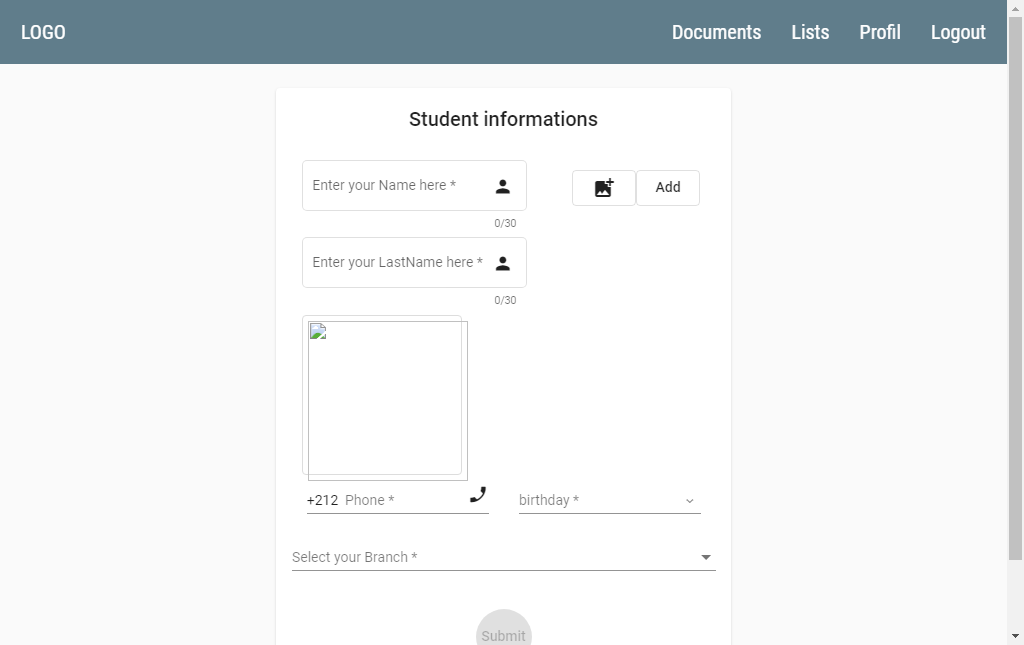 LOGO Documents Lists Profil Logout
Student informations
Enter your Name here *
Add
0/30
Enter your LastName here *
0/30
+212 Phone * birthday *
Select your Branch *
Submit